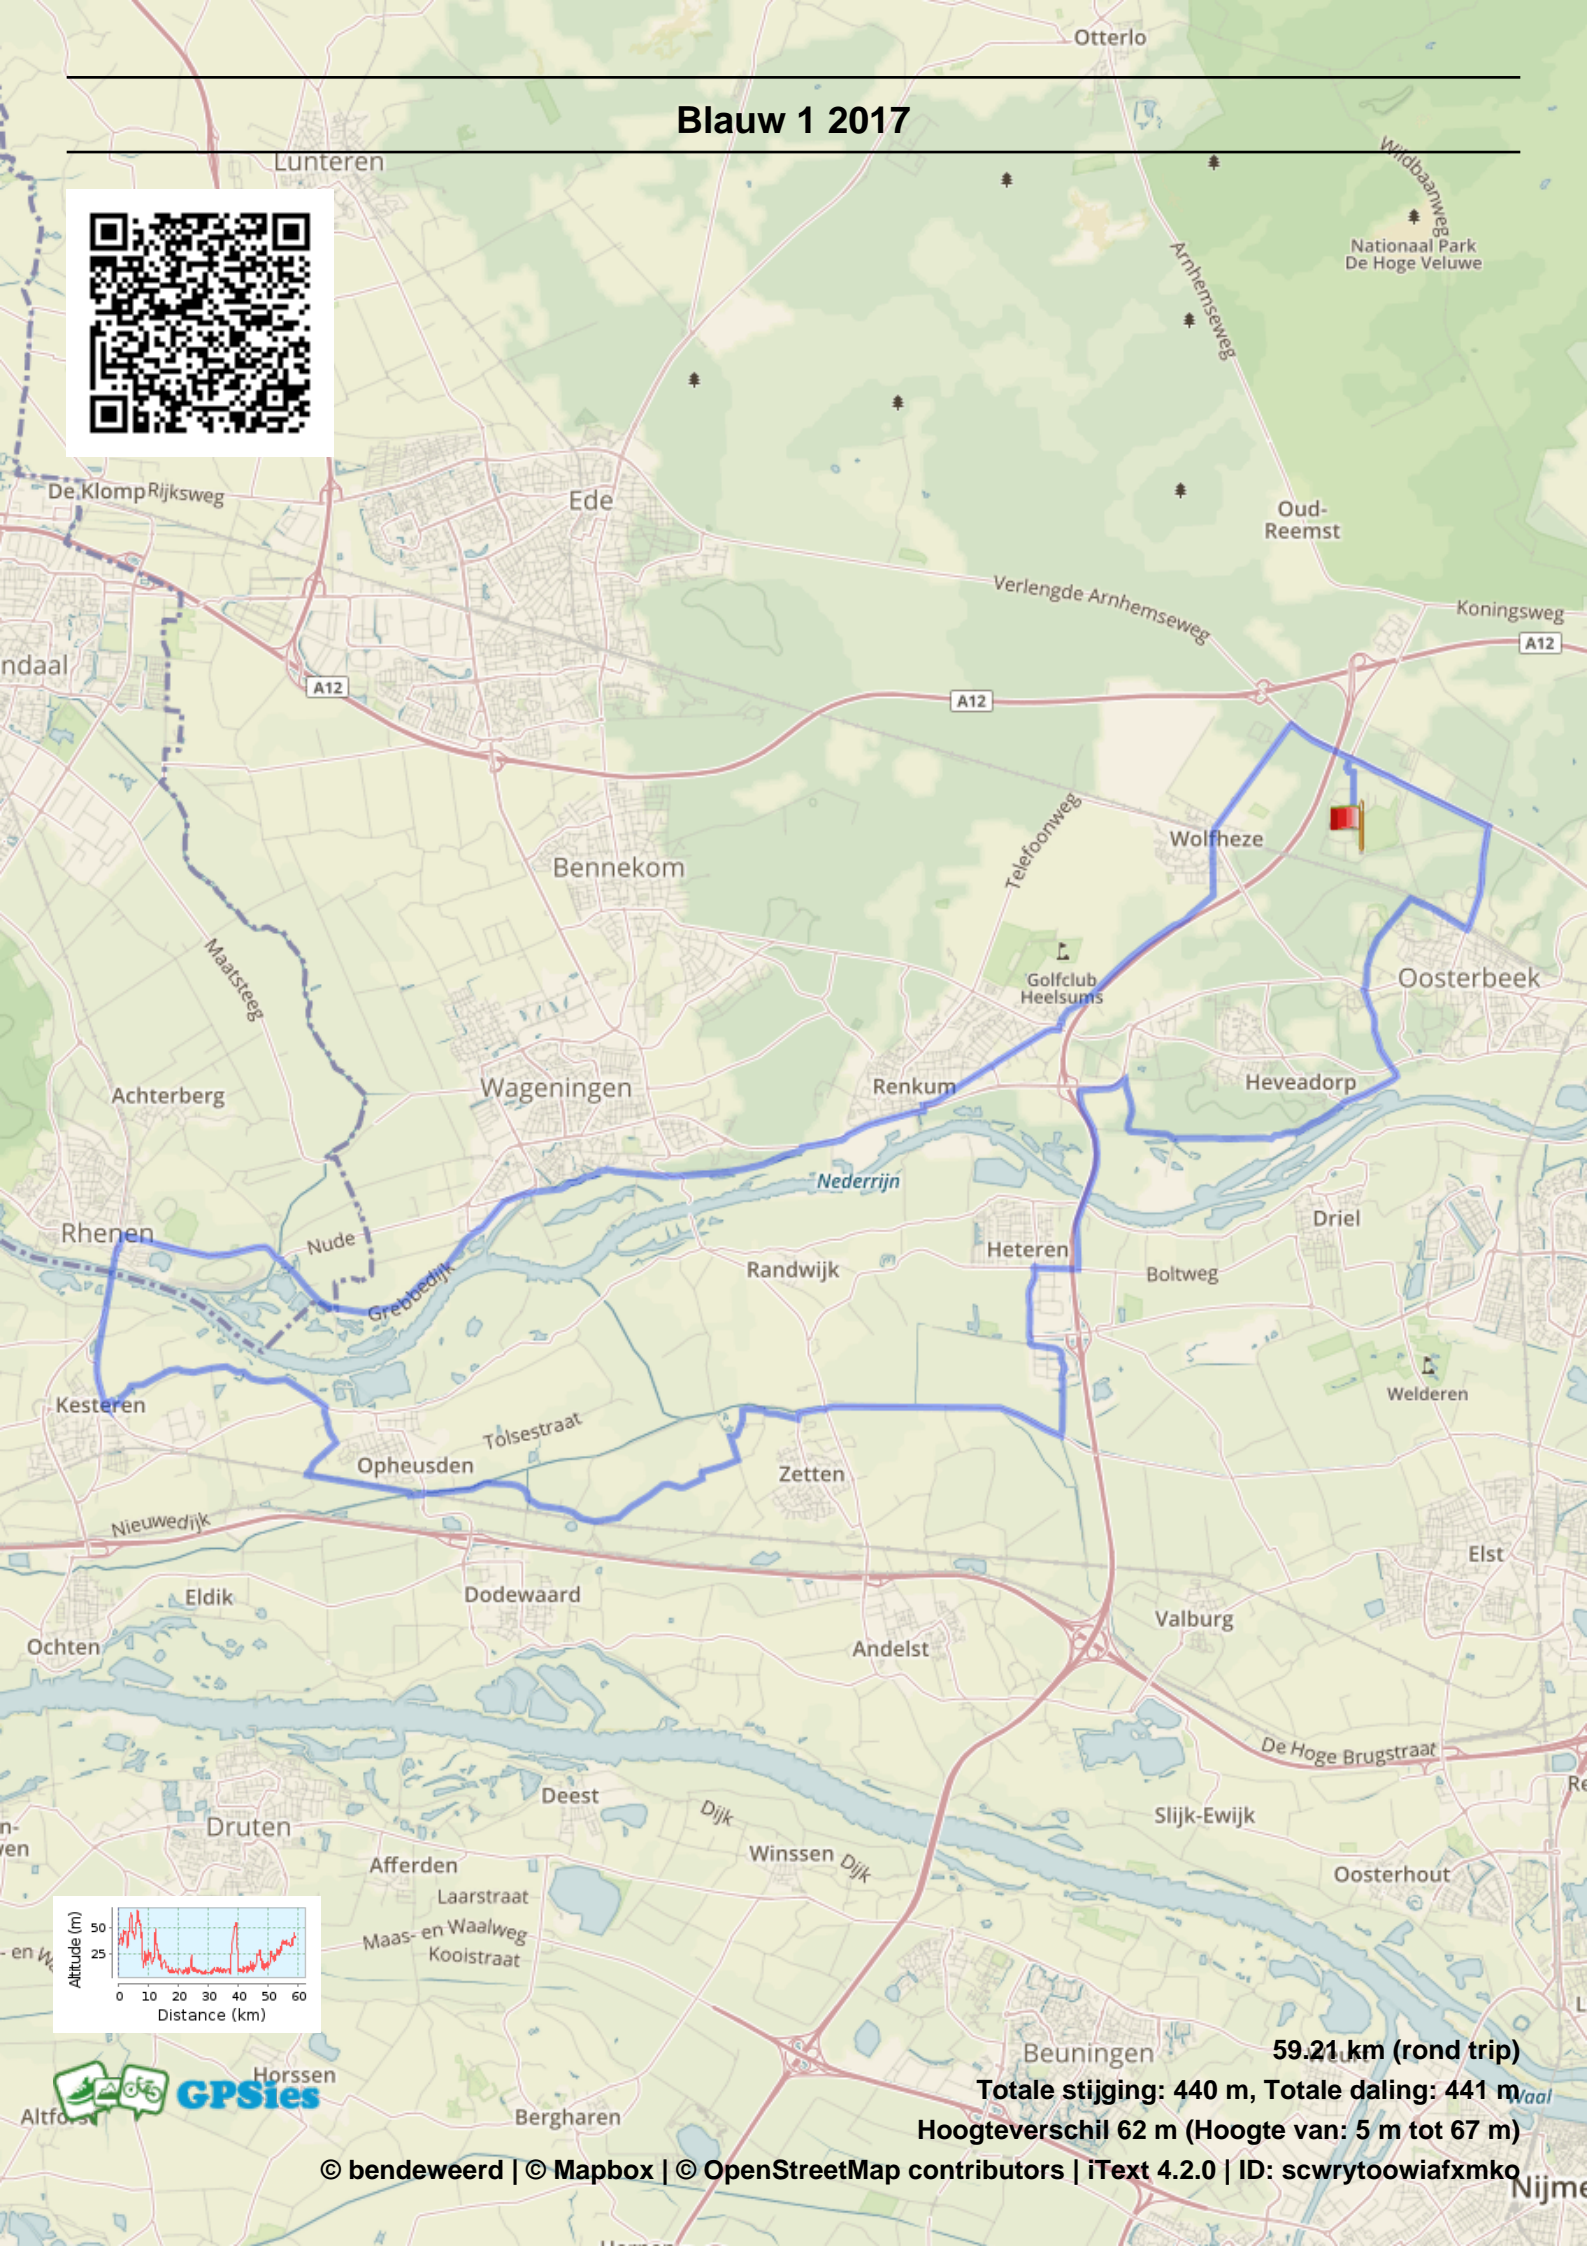 Otterlo
Blauw 1 2017
Lunteren
Wildbaanweg
Nationaal Park
De Hoge Veluwe
Arnhemseweg
De Klomp
Rijksweg
Ede
Oud-
Reemst
Verlengde Arnhemseweg
Koningsweg
A12
ndaal
A12
A12
Telefoonweg
Wolfheze
Bennekom
Maatsteeg
Golfclub
Heelsums
Oosterbeek
Achterberg
Wageningen
Renkum
Heveadorp
Nederrijn
Rhenen
Nude
Driel
Heteren
Randwijk
Boltweg
Grebbedijk
Kesteren
Welderen
Tolsestraat
Opheusden
Zetten
Nieuwedijk
Elst
Eldik
Dodewaard
Valburg
Ochten
Andelst
De Hoge Brugstraat
Re
Deest
Dijk
Slijk-Ewijk
n-
ven
Druten
Winssen
Dijk
Afferden
Oosterhout
Laarstraat
Maas- en Waalweg
Kooistraat
- en W
Altitude (m)
50
25
0 10 20 30 40 50 60
Distance (km)
L
Beuningen
59.21 km (rond trip)
Horssen
GPSies
Totale stijging: 440 m, Totale daling: 441 m
Waal
Bergharen
Hoogteverschil 62 m (Hoogte van: 5 m tot 67 m)
© bendeweerd | © Mapbox | © OpenStreetMap contributors | iText 4.2.0 | ID: scwrytoowiafxmko
Nijme